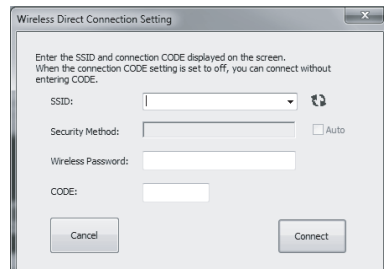 Wireless Direct Connection Setting
Enter the SSID and connection CODE displayed on the screen.
When the connection CODE setting is set to off, you can connect without
entering CODE.
SSID:
Security Method:
Auto
Wireless Password:
CODE:
Cancel
Connect